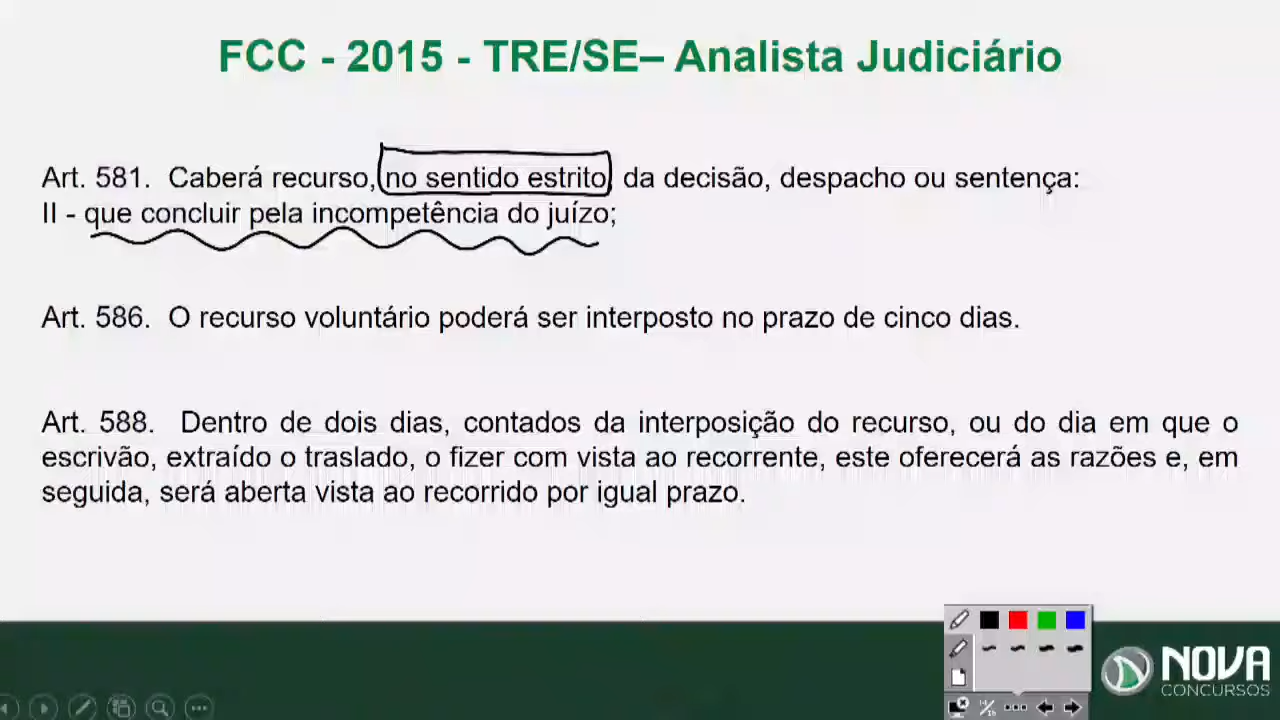 FCC - 2015 - TRE/SE– Analista Judiciário
Art. 581. Caberá recurso, no sentido estrito, da decisão, despacho ou sentença:
II - que concluir pela incompetência do juízo;
Art. 586. O recurso voluntário poderá ser interposto no prazo de cinco dias.
Art. 588. Dentro de dois dias, contados da interposição do recurso, ou do dia em que o
escrivão, extraído o traslado, o fizer com vista ao recorrente, este oferecerá as razões e, em
seguida, será aberta vista ao recorrido por igual prazo.
NOVA
CONCURSOS